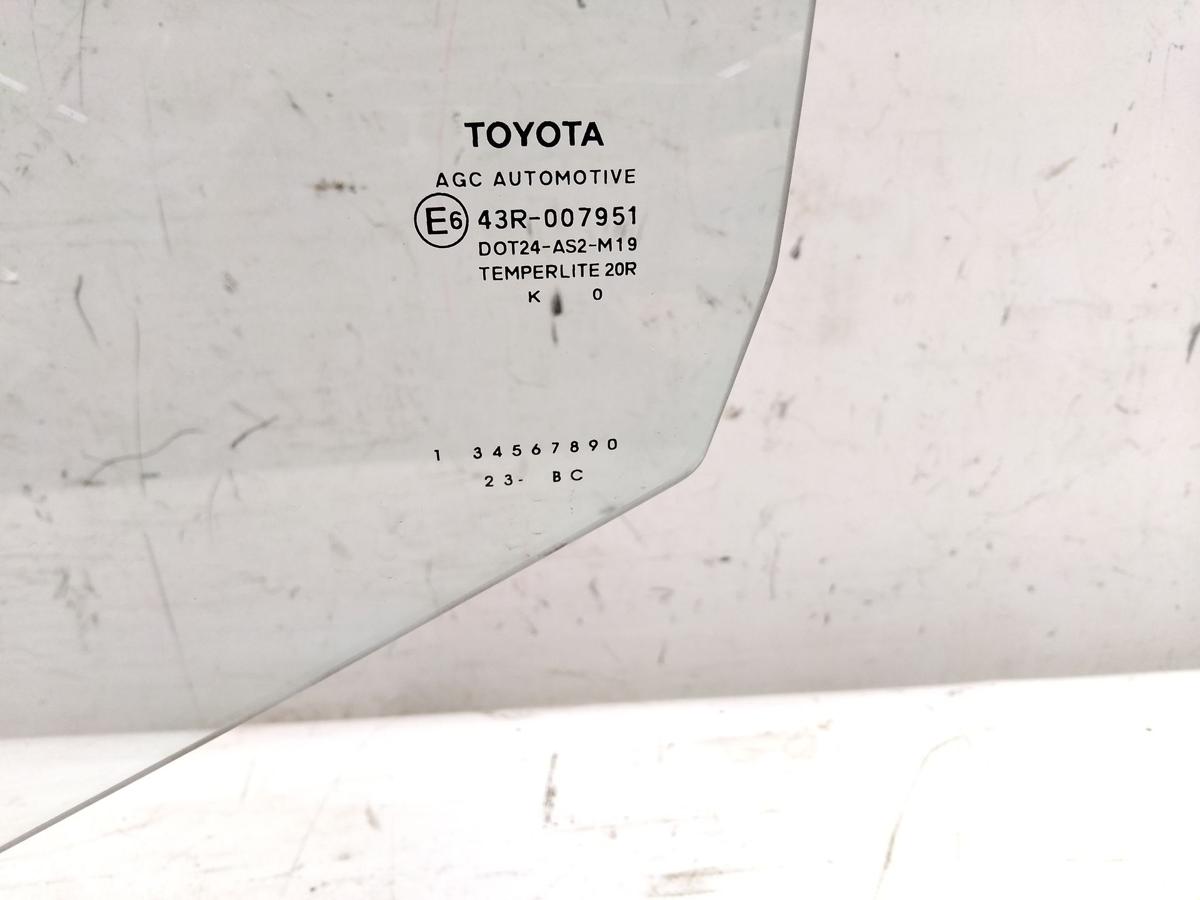 TOYOTA
AGC AUTOMOTIVE
E6 43R-007951
DOT24-AS2-M19
TEMPERLITE 20R
K 0
1 34567890
23- BC